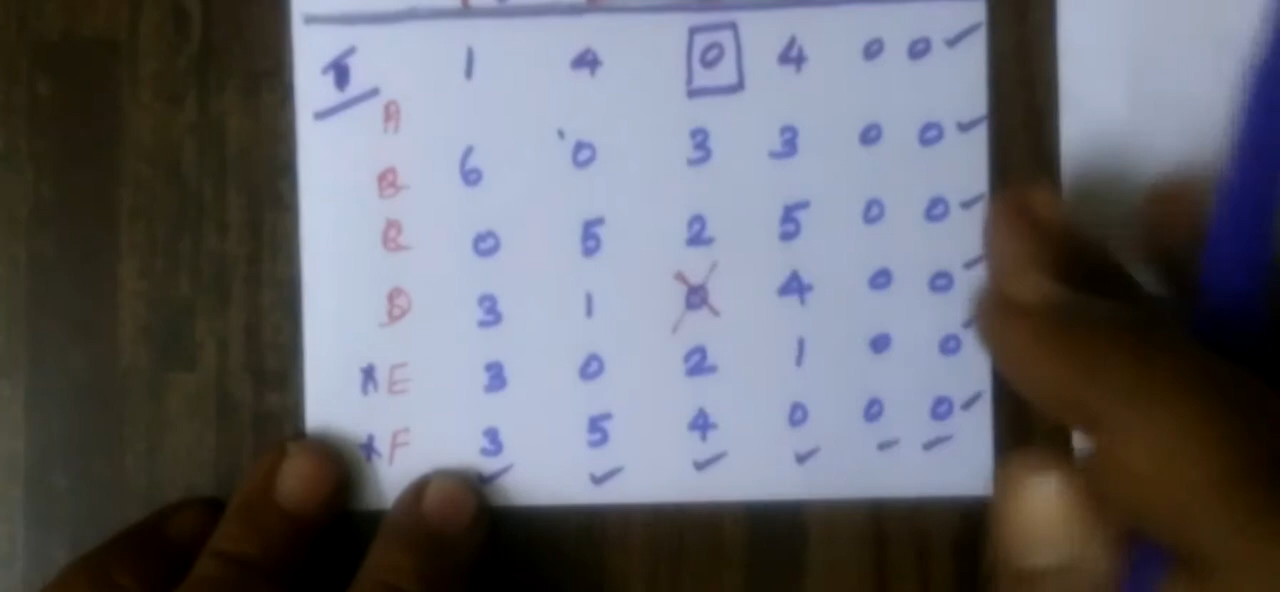 I 1 4 0 4 0 0 ✓
A
B 6 0 3 3 0 0 ✓
0 5 2 5 0 0 ✓
D 3 1 0 4 0 0 ✓
* E 3 0 2 1 0 0 ✓
* F 3 5 4 0 0 0 ✓
✓ ✓ ✓ ✓ ✓ ✓